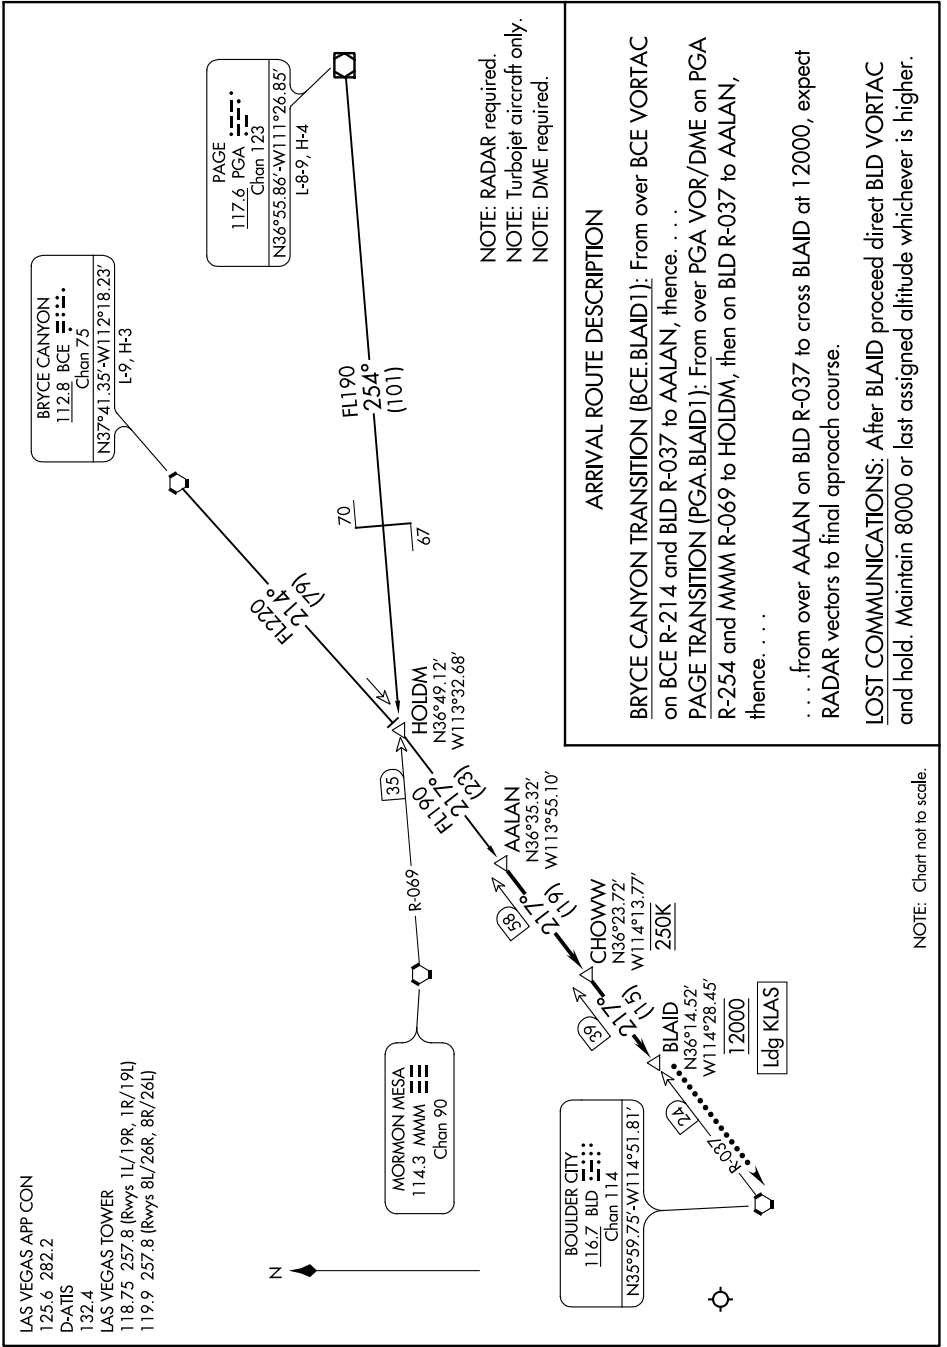 LAS VEGAS APP CON
125.6 282.2
D-ATIS
132.4
LAS VEGAS TOWER
118.75 257.8 (Rwys 1L/19R, 1R/19L)
119.9 257.8 (Rwys 8L/26R, 8R/26L)
BRYCE CANYON
112.8 BCE
Chan 75
N37°41.35′-W112°18.23′
L-9, H-3
PAGE
117.6 PGA
Chan 123
N36°55.86′-W111°26.85′
L-8-9, H-4
FL220
214°
(79)
FL190
254°
(101)
70
67
NOTE: RADAR required.
NOTE: Turbojet aircraft only.
NOTE: DME required.
HOLDM
N36°49.12′
W113°32.68′
35
R-069
MORMON MESA
114.3 MMM
Chan 90
FL190
217°
(23)
AALAN
N36°35.32′
W113°55.10′
58
217°
(19)
CHOWW
N36°23.72′
W114°13.77′
250K
39
217°
(15)
BLAID
N36°14.52′
W114°28.45′
12000
Ldg KLAS
24
R-037
BOULDER CITY
116.7 BLD
Chan 114
N35°59.75′-W114°51.81′
N
NOTE: Chart not to scale.
ARRIVAL ROUTE DESCRIPTION
BRYCE CANYON TRANSITION (BCE.BLAID1): From over BCE VORTAC
on BCE R-214 and BLD R-037 to AALAN, thence. . . .
PAGE TRANSITION (PGA.BLAID1): From over PGA VOR/DME on PGA
R-254 and MMM R-069 to HOLDM, then on BLD R-037 to AALAN,
thence. . . .
. . . .from over AALAN on BLD R-037 to cross BLAID at 12000, expect
RADAR vectors to final aproach course.
LOST COMMUNICATIONS: After BLAID proceed direct BLD VORTAC
and hold. Maintain 8000 or last assigned altitude whichever is higher.